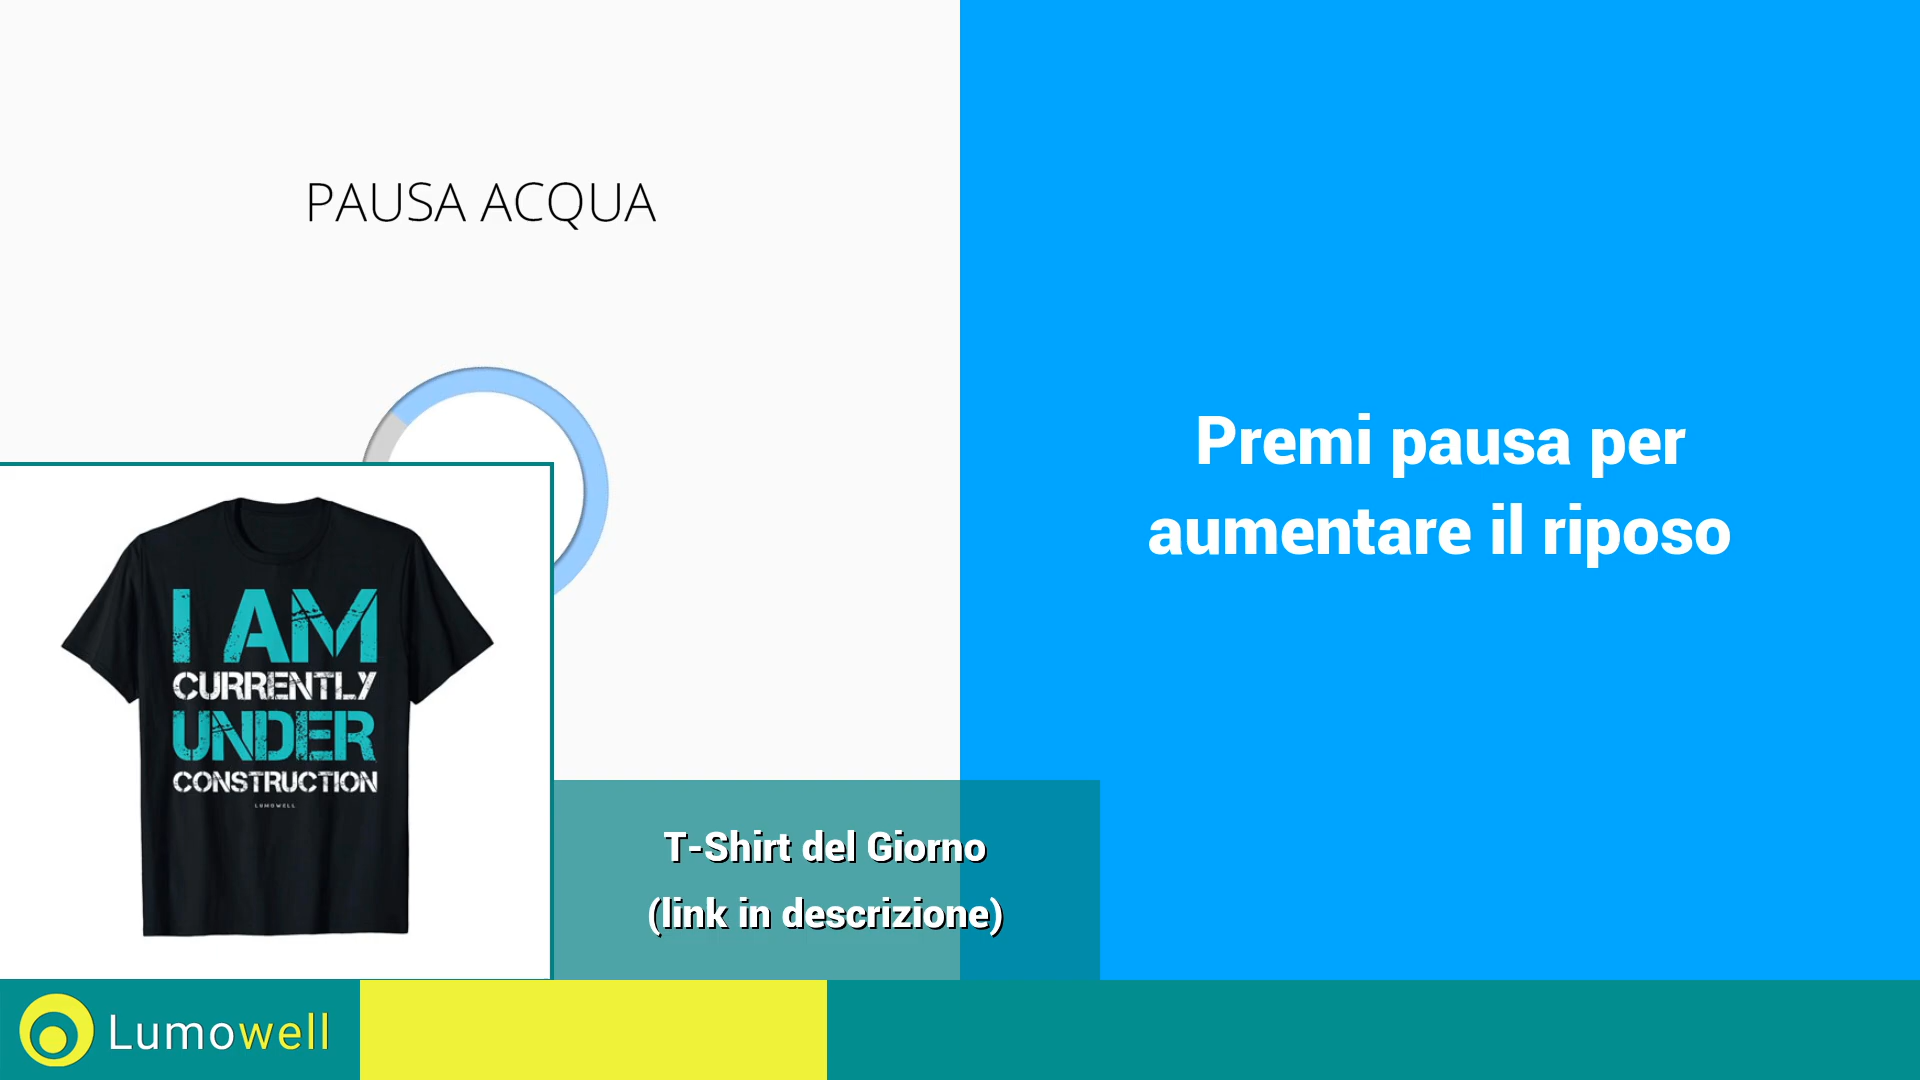 PAUSA ACQUA
Premi pausa per
aumentare il riposo
I AM
CURRENTLY
UNDER
CONSTRUCTION
LUMOWELL
T-Shirt del Giorno
(link in descrizione)
Lumowell